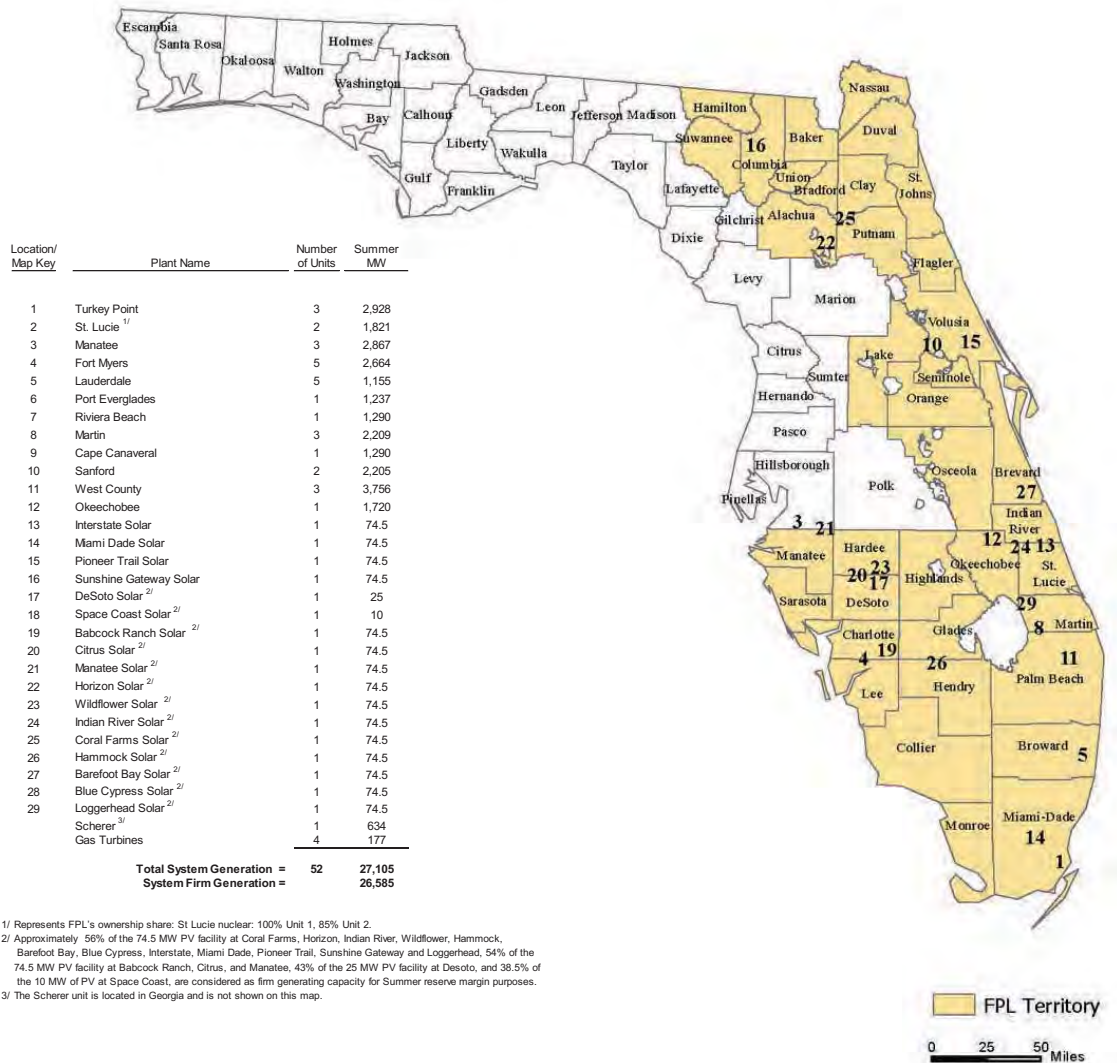 Escambia
Santa Rosa
Okaloosa
Walton
Holmes
Washington
Bay
Jackson
Calhoun
Gulf
Gadsden
Liberty
Franklin
Leon
Wakulla
Jefferson
Madison
Taylor
Hamilton
Suwannee
Lafayette
Dixie
16
Columbia
Baker
Union
Bradford
Nassau
Duval
Clay
St.
Johns
Gilchrist
Alachua
25
22
Putnam
Flagler
Levy
Marion
Volusia
10 15
Citrus
Sumter
Lake
Seminole
Hernando
Orange
Pasco
Hillsborough
Pinellas
Polk
Osceola
Brevard
27
Indian
River
3 21
12
24 13
Manatee
Hardee
23
20 17
Highlands
Okeechobee
St.
Lucie
Sarasota
DeSoto
29
8 Martin
Charlotte
4 19
Glades
26
11
Palm Beach
Lee
Hendry
Collier
Broward 5
Monroe
Miami-Dade
14
1
Location/ Number Summer
Map Key Plant Name of Units MW
1 Turkey Point 3 2,928
2 St. Lucie 1/ 2 1,821
3 Manatee 3 2,867
4 Fort Myers 5 2,664
5 Lauderdale 5 1,155
6 Port Everglades 1 1,237
7 Riviera Beach 1 1,290
8 Martin 3 2,209
9 Cape Canaveral 1 1,290
10 Sanford 2 2,205
11 West County 3 3,756
12 Okeechobee 1 1,720
13 Interstate Solar 1 74.5
14 Miami Dade Solar 1 74.5
15 Pioneer Trail Solar 1 74.5
16 Sunshine Gateway Solar 1 74.5
17 DeSoto Solar 2/ 1 25
18 Space Coast Solar 2/ 1 10
19 Babcock Ranch Solar 2/ 1 74.5
20 Citrus Solar 2/ 1 74.5
21 Manatee Solar 2/ 1 74.5
22 Horizon Solar 2/ 1 74.5
23 Wildflower Solar 2/ 1 74.5
24 Indian River Solar 2/ 1 74.5
25 Coral Farms Solar 2/ 1 74.5
26 Hammock Solar 2/ 1 74.5
27 Barefoot Bay Solar 2/ 1 74.5
28 Blue Cypress Solar 2/ 1 74.5
29 Loggerhead Solar 2/ 1 74.5
Scherer 3/ 1 634
Gas Turbines 4 177
Total System Generation = 52 27,105
System Firm Generation = 26,585
1/ Represents FPL's ownership share: St Lucie nuclear: 100% Unit 1, 85% Unit 2.
2/ Approximately 56% of the 74.5 MW PV facility at Coral Farms, Horizon, Indian River, Wildflower, Hammock,
Barefoot Bay, Blue Cypress, Interstate, Miami Dade, Pioneer Trail, Sunshine Gateway and Loggerhead, 54% of the
74.5 MW PV facility at Babcock Ranch, Citrus, and Manatee, 43% of the 25 MW PV facility at Desoto, and 38.5% of
the 10 MW of PV at Space Coast, are considered as firm generating capacity for Summer reserve margin purposes.
3/ The Scherer unit is located in Georgia and is not shown on this map.
FPL Territory
0 25 50
Miles